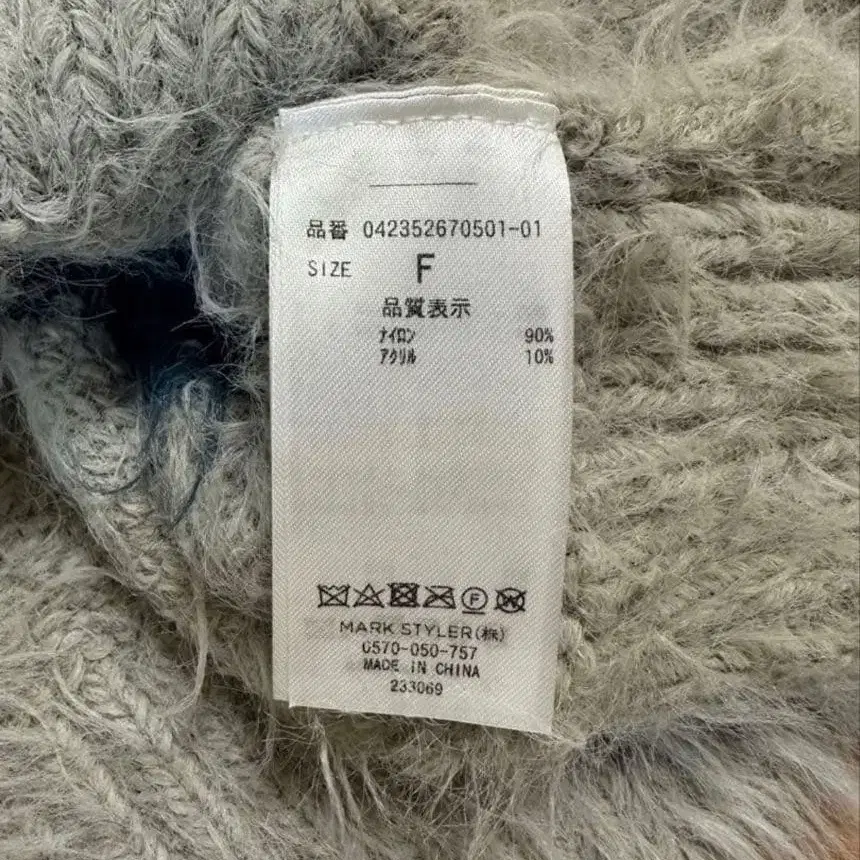 品番 042352670501-01
SIZE F
品質表示
ナイロン 90%
アクリル 10%
F W
MARK STYLER(株)
0570-050-757
MADE IN CHINA
233069